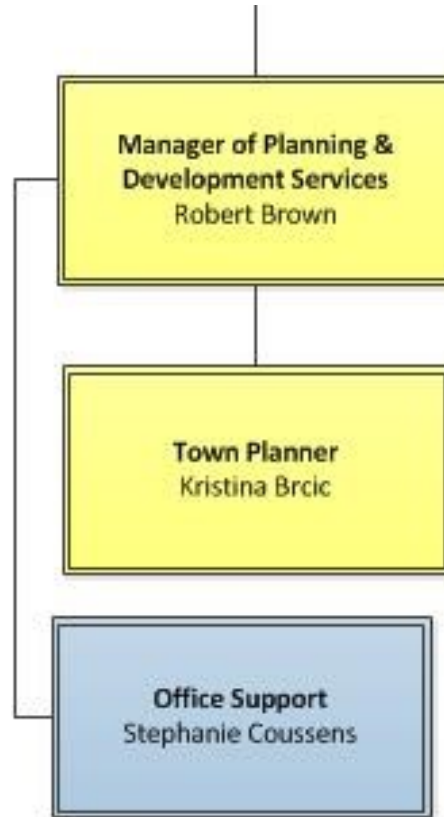 Manager of Planning &
Development Services
Robert Brown
Town Planner
Kristina Brcic
Office Support
Stephanie Coussens